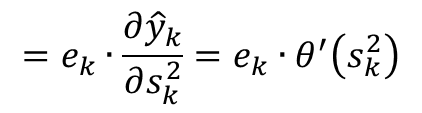 = e_k · ∂ŷ_k / ∂s_k^2 = e_k · θ′(s_k^2)